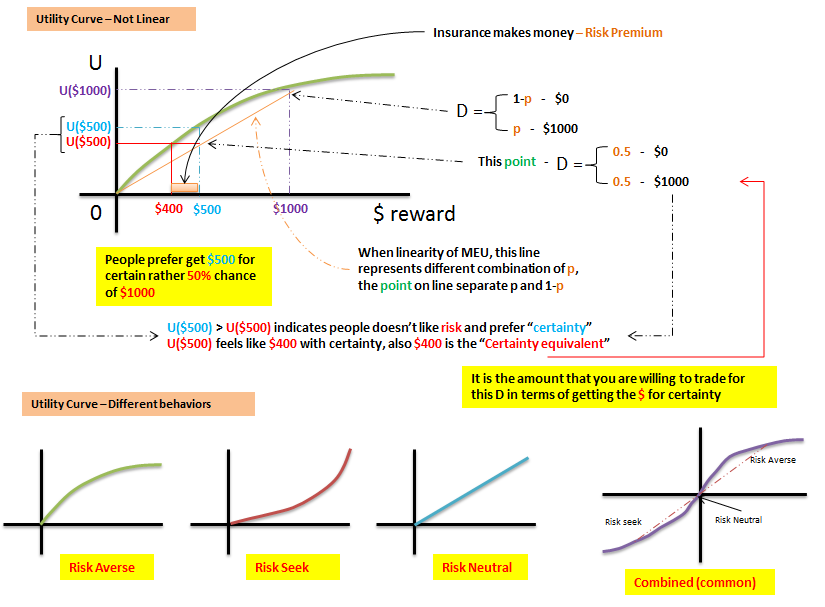 Utility Curve – Not Linear
Insurance makes money – Risk Premium
U
U($1000)
U($500)
U($500)
D =
1-p - $0
p - $1000
This point - D =
0.5 - $0
0.5 - $1000
0
$400
$500
$1000
$ reward
People prefer get $500 for
certain rather 50% chance
of $1000
When linearity of MEU, this line
represents different combination of p,
the point on line separate p and 1-p
U($500) > U($500) indicates people doesn't like risk and prefer "certainty"
U($500) feels like $400 with certainty, also $400 is the "Certainty equivalent"
It is the amount that you are willing to trade for
this D in terms of getting the $ for certainty
Utility Curve – Different behaviors
Risk Averse
Risk seek
Risk Neutral
Risk Averse
Risk Seek
Risk Neutral
Combined (common)